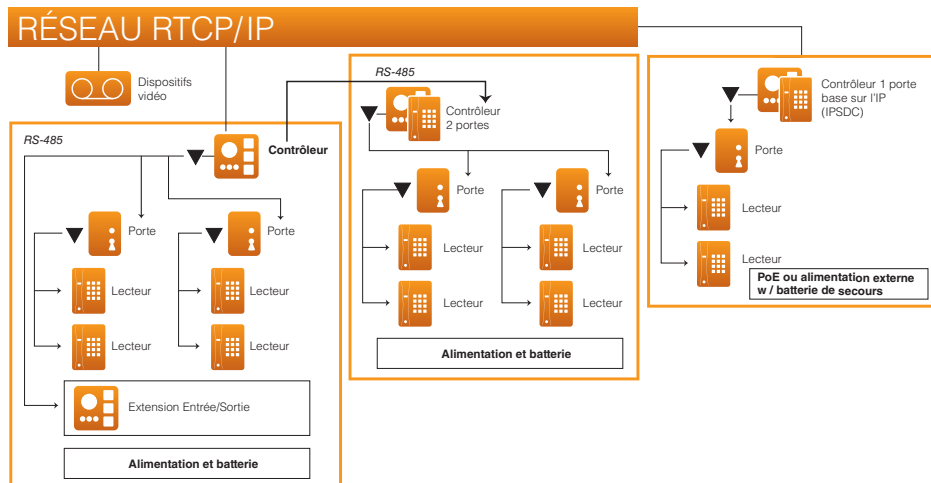 RÉSEAU RTCP/IP
Dispositifs
vidéo
RS-485
Contrôleur
Porte
Porte
Lecteur
Lecteur
Lecteur
Lecteur
Extension Entrée/Sortie
Alimentation et batterie
RS-485
Contrôleur
2 portes
Porte
Porte
Lecteur
Lecteur
Lecteur
Lecteur
Alimentation et batterie
Contrôleur 1 porte
base sur l'IP
(IPSDC)
Porte
Lecteur
Lecteur
PoE ou alimentation externe
w / batterie de secours